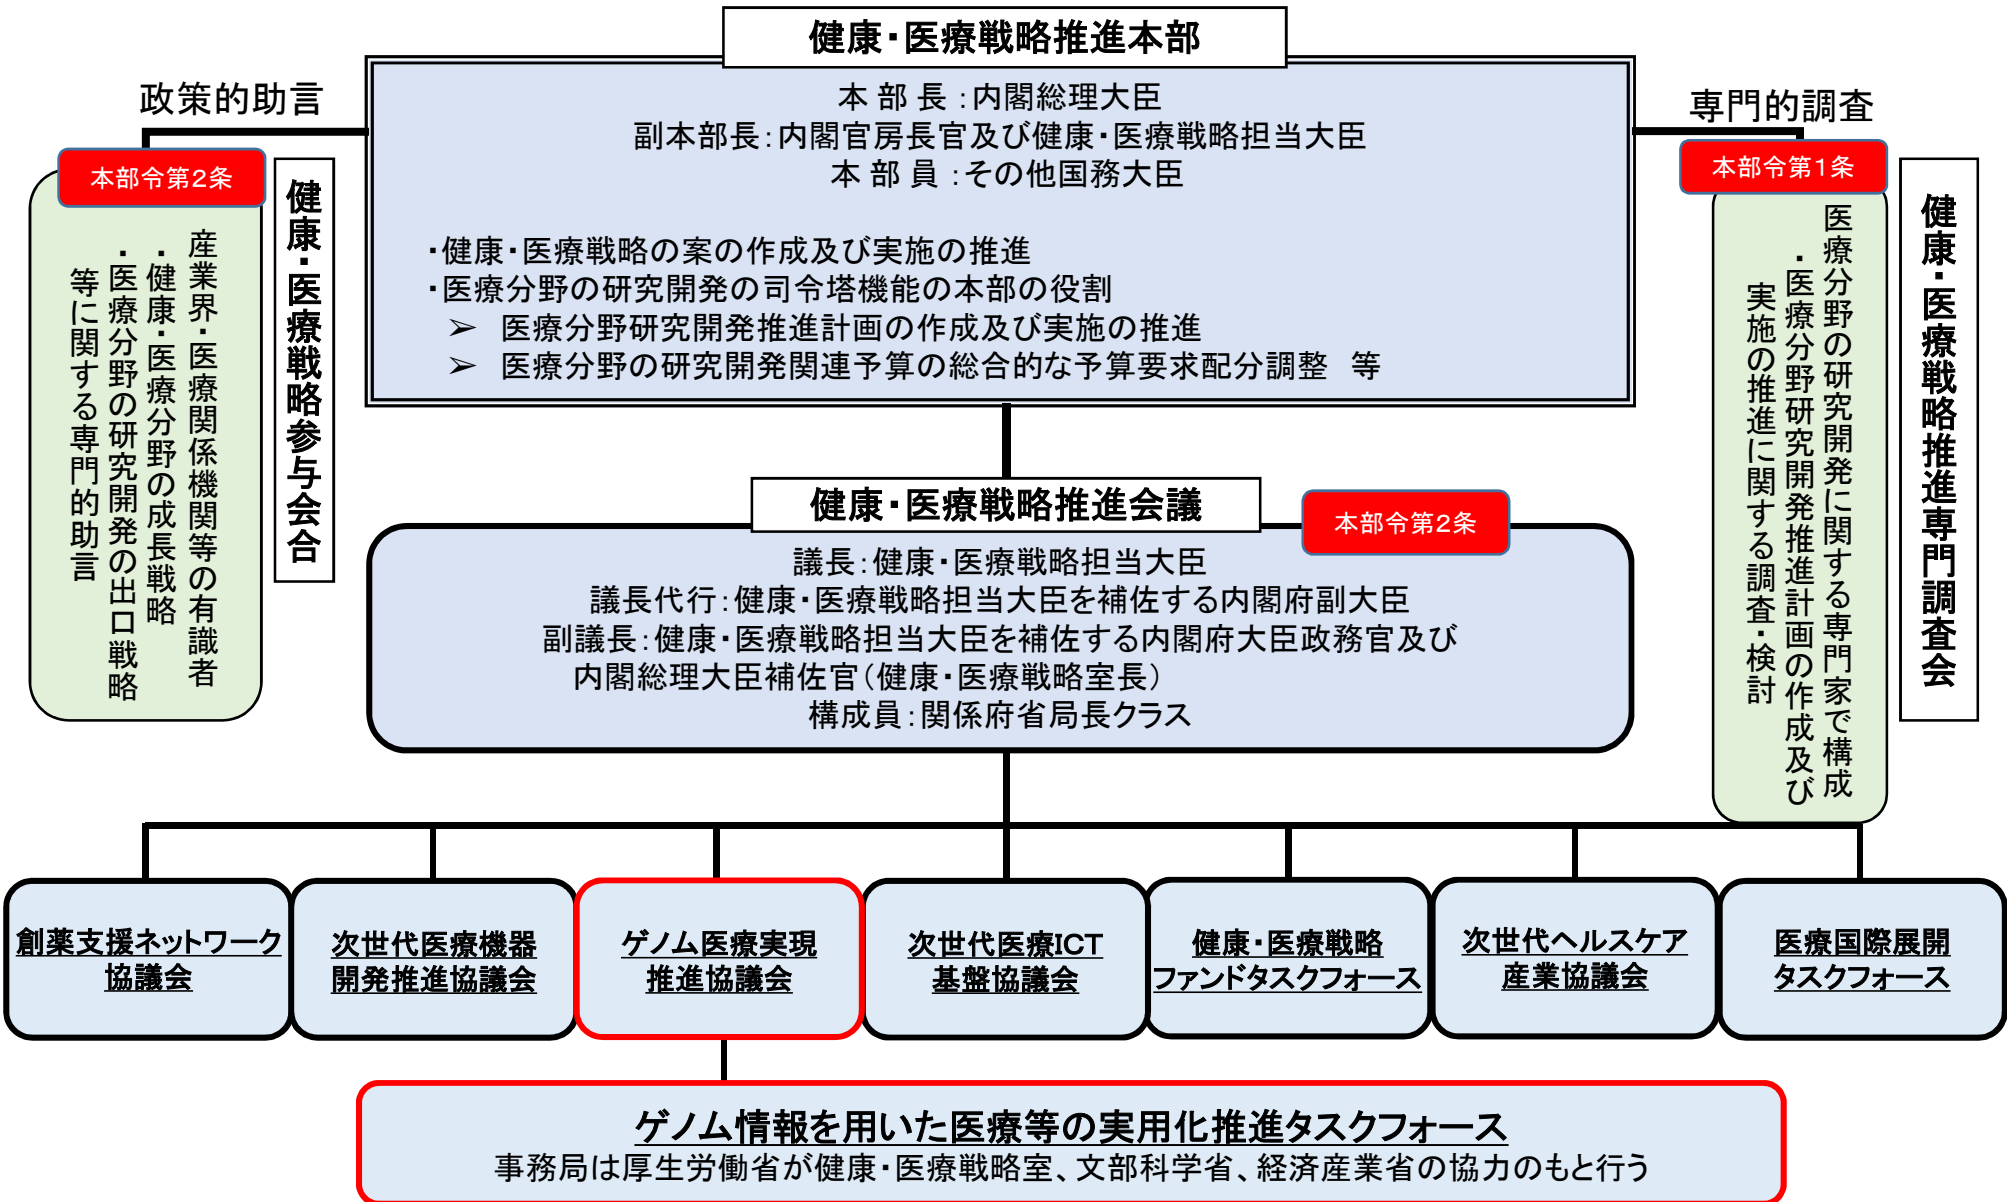 健康・医療戦略推進本部
本 部 長 ：内閣総理大臣
副本部長：内閣官房長官及び健康・医療戦略担当大臣
本 部 員 ：その他国務大臣
・健康・医療戦略の案の作成及び実施の推進
・医療分野の研究開発の司令塔機能の本部の役割
➢ 医療分野研究開発推進計画の作成及び実施の推進
➢ 医療分野の研究開発関連予算の総合的な予算要求配分調整 等
政策的助言
本部令第２条
健康・医療戦略参与会合
産業界・医療関係機関等の有識者
・健康・医療分野の成長戦略
・医療分野の研究開発の出口戦略
等に関する専門的助言
専門的調査
本部令第１条
健康・医療戦略推進専門調査会
医療分野の研究開発に関する専門家で構成
・医療分野研究開発推進計画の作成及び
実施の推進に関する調査・検討
健康・医療戦略推進会議
本部令第２条
議長：健康・医療戦略担当大臣
議長代行：健康・医療戦略担当大臣を補佐する内閣府副大臣
副議長：健康・医療戦略担当大臣を補佐する内閣府大臣政務官及び
内閣総理大臣補佐官（健康・医療戦略室長）
構成員：関係府省局長クラス
創薬支援ネットワーク
協議会
次世代医療機器
開発推進協議会
ゲノム医療実現
推進協議会
次世代医療ICT
基盤協議会
健康・医療戦略
ファンドタスクフォース
次世代ヘルスケア
産業協議会
医療国際展開
タスクフォース
ゲノム情報を用いた医療等の実用化推進タスクフォース
事務局は厚生労働省が健康・医療戦略室、文部科学省、経済産業省の協力のもと行う